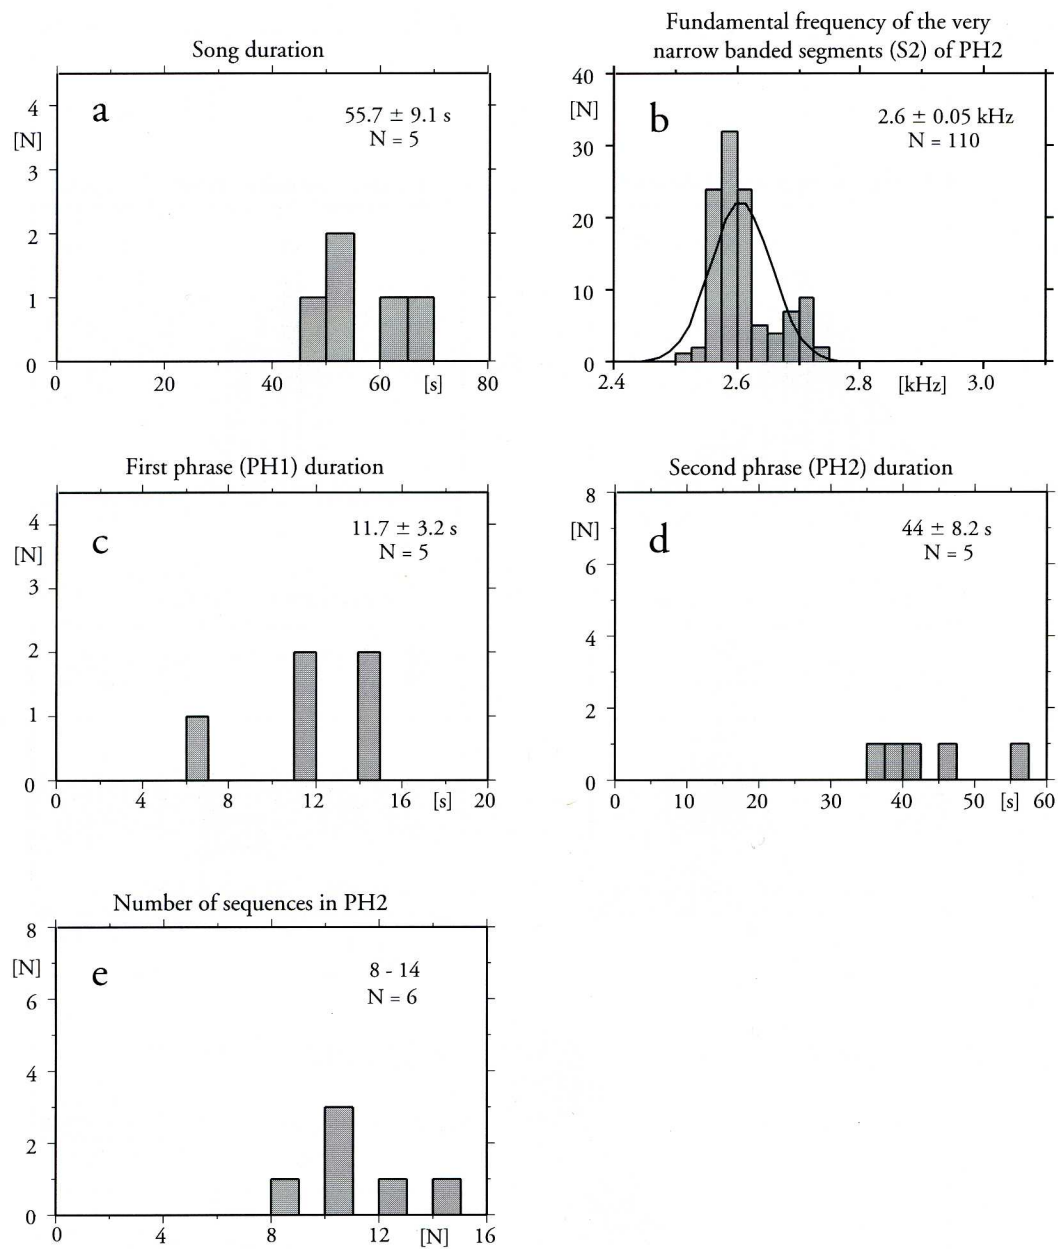 Song duration
a
55.7 ± 9.1 s
N = 5
4
[N]
3
2
1
0
0 20 40 60 [s] 80
Fundamental frequency of the very
narrow banded segments (S2) of PH2
b
2.6 ± 0.05 kHz
N = 110
40
[N]
30
20
10
0
2.4 2.6 2.8 [kHz] 3.0
First phrase (PH1) duration
c
11.7 ± 3.2 s
N = 5
4
[N]
3
2
1
0
0 4 8 12 16 [s] 20
Second phrase (PH2) duration
d
44 ± 8.2 s
N = 5
8
[N]
6
4
2
0
0 10 20 30 40 50 [s] 60
Number of sequences in PH2
e
8 - 14
N = 6
8
[N]
6
4
2
0
0 4 8 12 [N] 16